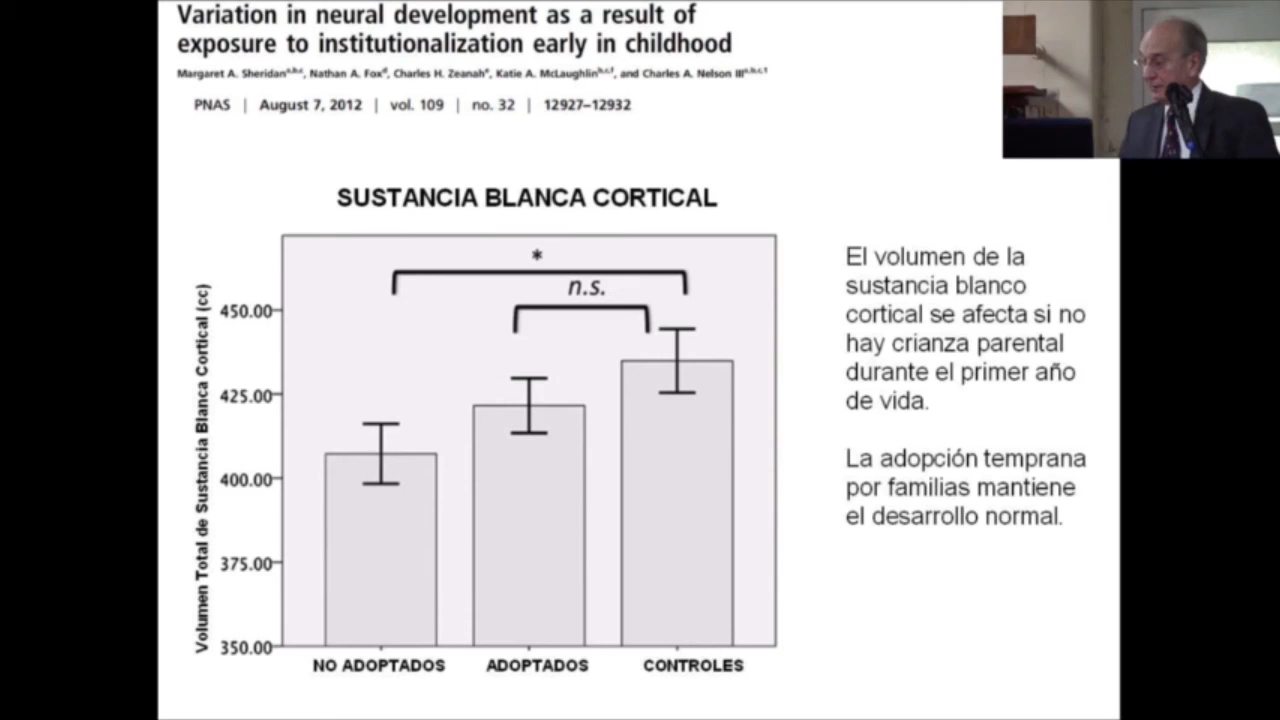 Variation in neural development as a result of
exposure to institutionalization early in childhood
Margaret A. Sheridan^a,b,c, Nathan A. Fox^d, Charles H. Zeanah^e, Katie A. McLaughlin^b,c,f, and Charles A. Nelson III^a,b,c,1
PNAS | August 7, 2012 | vol. 109 | no. 32 | 12927–12932
SUSTANCIA BLANCA CORTICAL
Volumen Total de Sustancia Blanca Cortical (cc)
*
n.s.
450.00
425.00
400.00
375.00
350.00
NO ADOPTADOS ADOPTADOS CONTROLES
El volumen de la
sustancia blanco
cortical se afecta si no
hay crianza parental
durante el primer año
de vida.
La adopción temprana
por familias mantiene
el desarrollo normal.